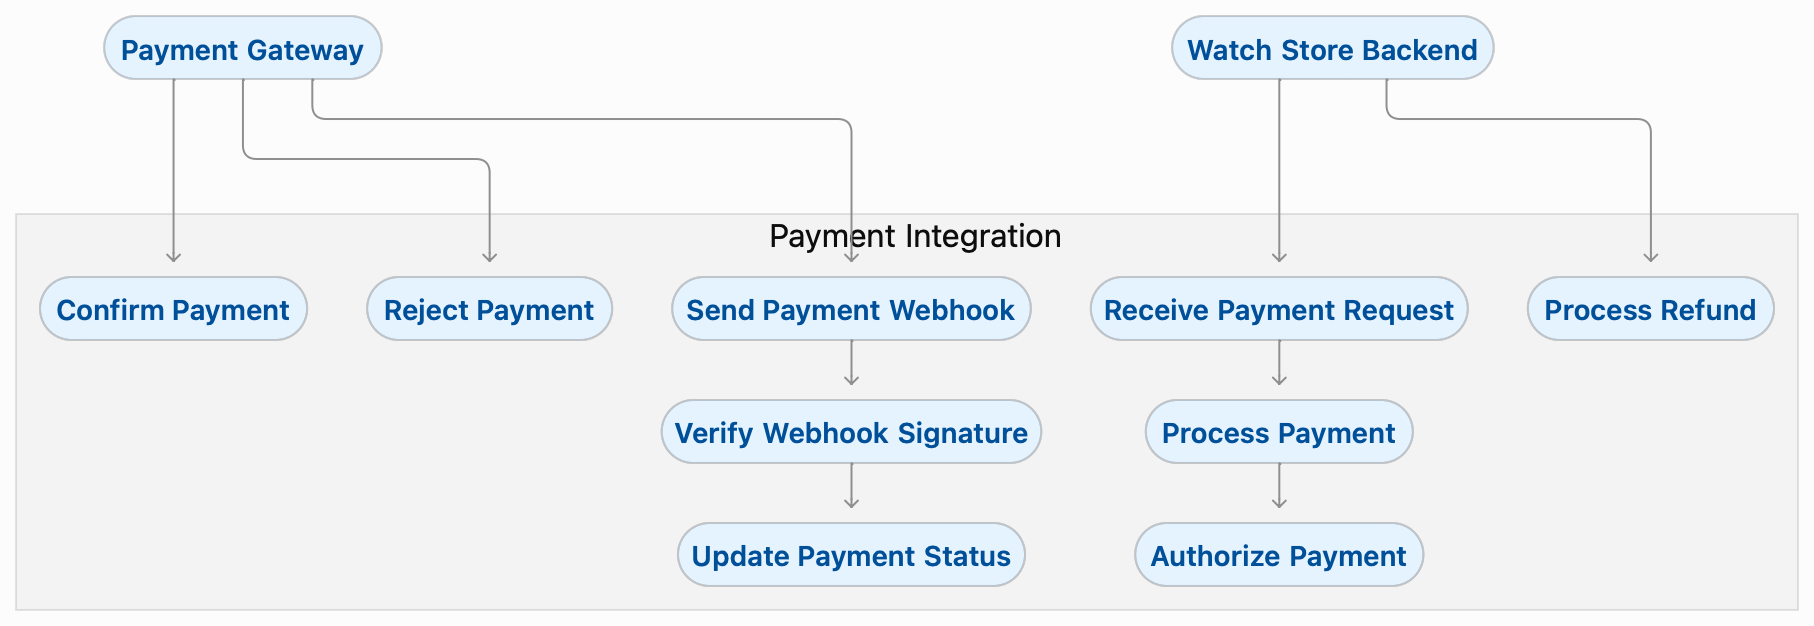 Payment Gateway
Watch Store Backend
Payment Integration
Confirm Payment
Reject Payment
Send Payment Webhook
Receive Payment Request
Process Refund
Verify Webhook Signature
Process Payment
Update Payment Status
Authorize Payment